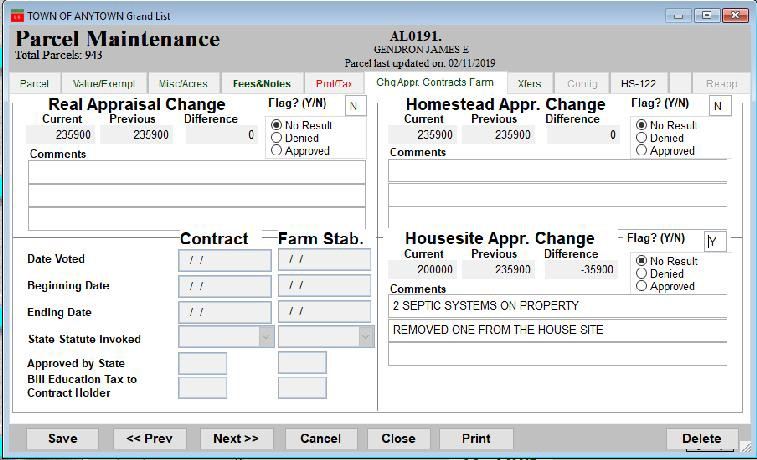 TOWN OF ANYTOWN Grand List
Parcel Maintenance
Total Parcels: 943
AL0191.
GENDRON JAMES E
Parcel last updated on: 02/11/2019
Parcel Value/Exempt Misc/Acres Fees&Notes Pmt/Tax Chg Appr, Contracts Farm Xfers Config HS-122 Re-app
Real Appraisal Change Flag? (Y/N) N
Current Previous Difference
235900 235900 0
No Result
Denied
Approved
Comments
Homestead Appr. Change Flag? (Y/N) N
Current Previous Difference
235900 235900 0
No Result
Denied
Approved
Comments
Contract Farm Stab.
Date Voted / / / /
Beginning Date / / / /
Ending Date / / / /
State Statute Invoked
Approved by State
Bill Education Tax to
Contract Holder
Housesite Appr. Change Flag? (Y/N) Y
Current Previous Difference
200000 235900 -35900
No Result
Denied
Approved
Comments
2 SEPTIC SYSTEMS ON PROPERTY
REMOVED ONE FROM THE HOUSE SITE
Save << Prev Next >> Cancel Close Print Delete